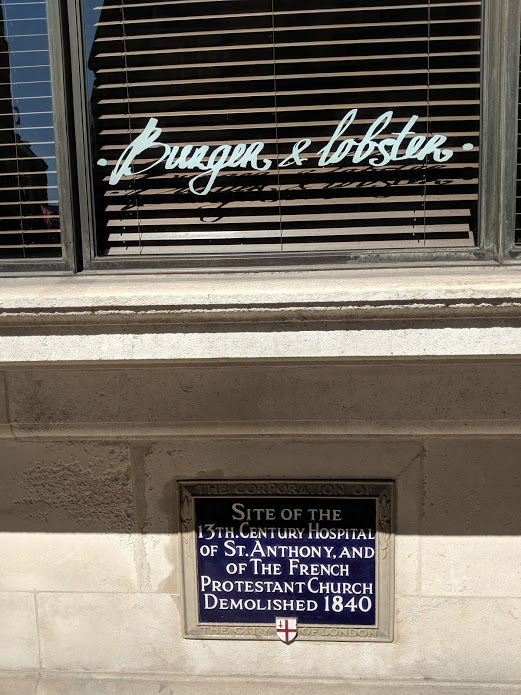 · Burger & lobster ·
THE CORPORATION OF
SITE OF THE
13TH. CENTURY HOSPITAL
OF ST. ANTHONY, AND
OF THE FRENCH
PROTESTANT CHURCH
DEMOLISHED 1840
THE CITY OF LONDON